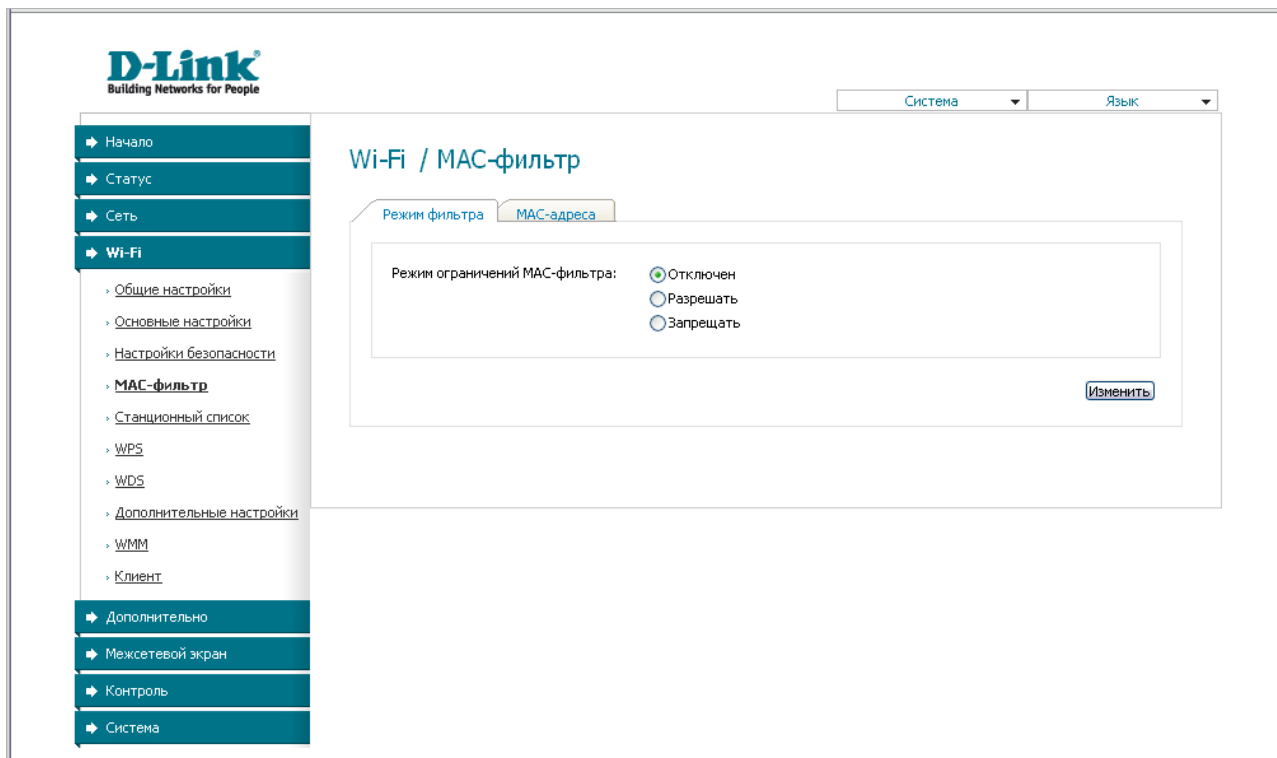 D-Link
Building Networks for People
Система
Язык
Начало
Статус
Сеть
Wi-Fi
Общие настройки
Основные настройки
Настройки безопасности
MAC-фильтр
Станционный список
WPS
WDS
Дополнительные настройки
WMM
Клиент
Дополнительно
Межсетевой экран
Контроль
Система
Wi-Fi / MAC-фильтр
Режим фильтра
MAC-адреса
Режим ограничений MAC-фильтра:
Отключен
Разрешать
Запрещать
Изменить